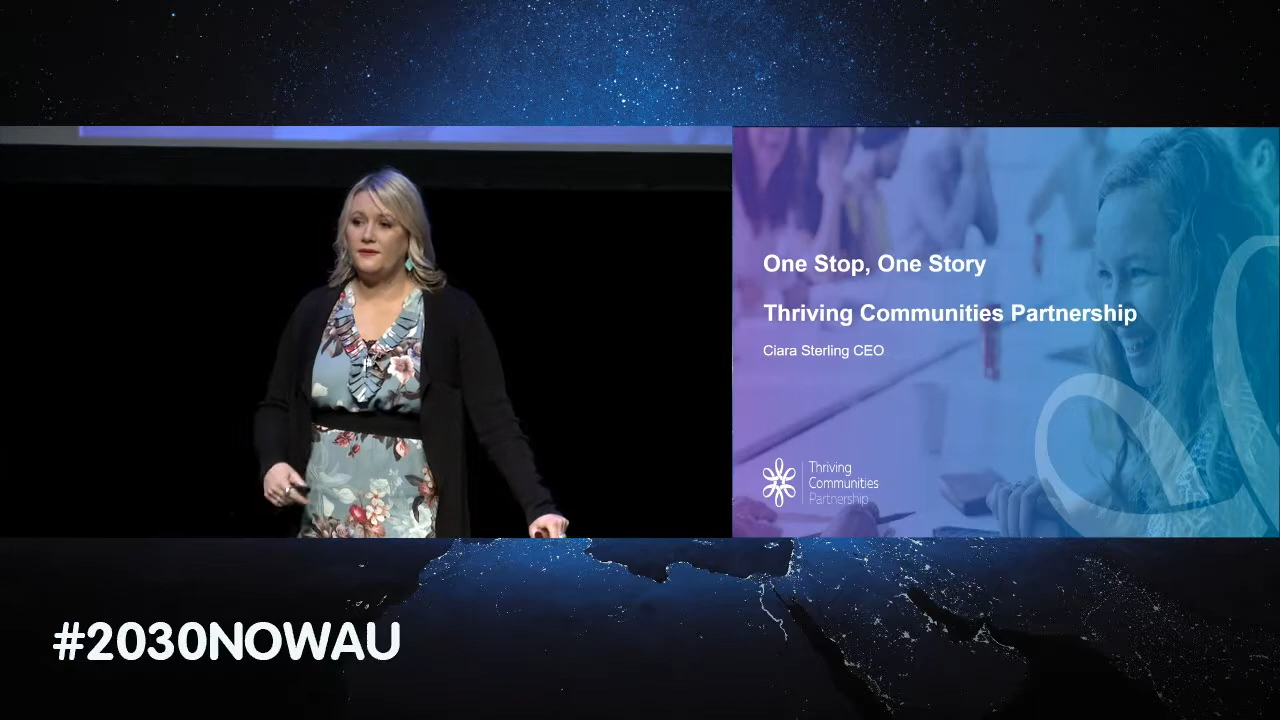 One Stop, One Story
Thriving Communities Partnership
Ciara Sterling CEO
Thriving
Communities
Partnership
#2030NOWAU